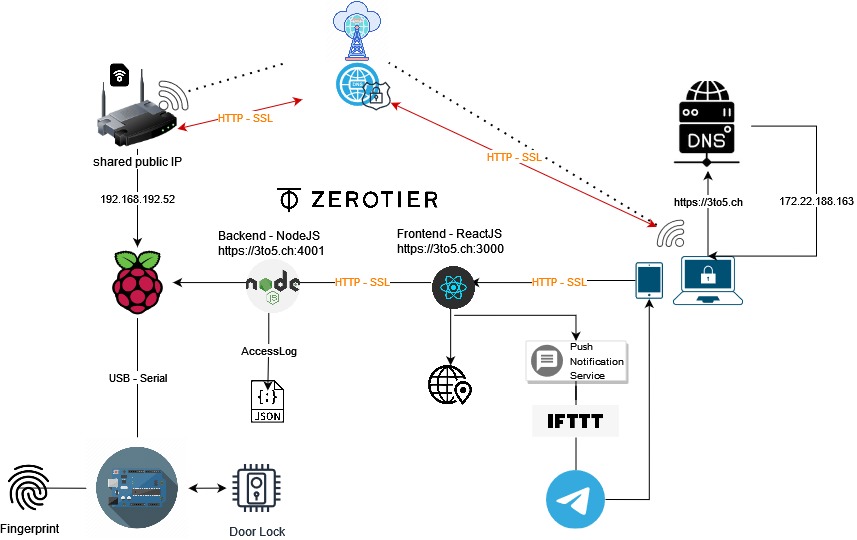 DNS
DNS
HTTP - SSL
shared public IP
HTTP - SSL
192.168.192.52
https://3to5.ch
172.22.188.163
ZEROTIER
Backend - NodeJS
https://3to5.ch:4001
Frontend - ReactJS
https://3to5.ch:3000
node
JS
HTTP - SSL
HTTP - SSL
1
AccessLog
Push
Notification
Service
USB - Serial
{:}
JSON
IFTTT
Fingerprint
Door Lock